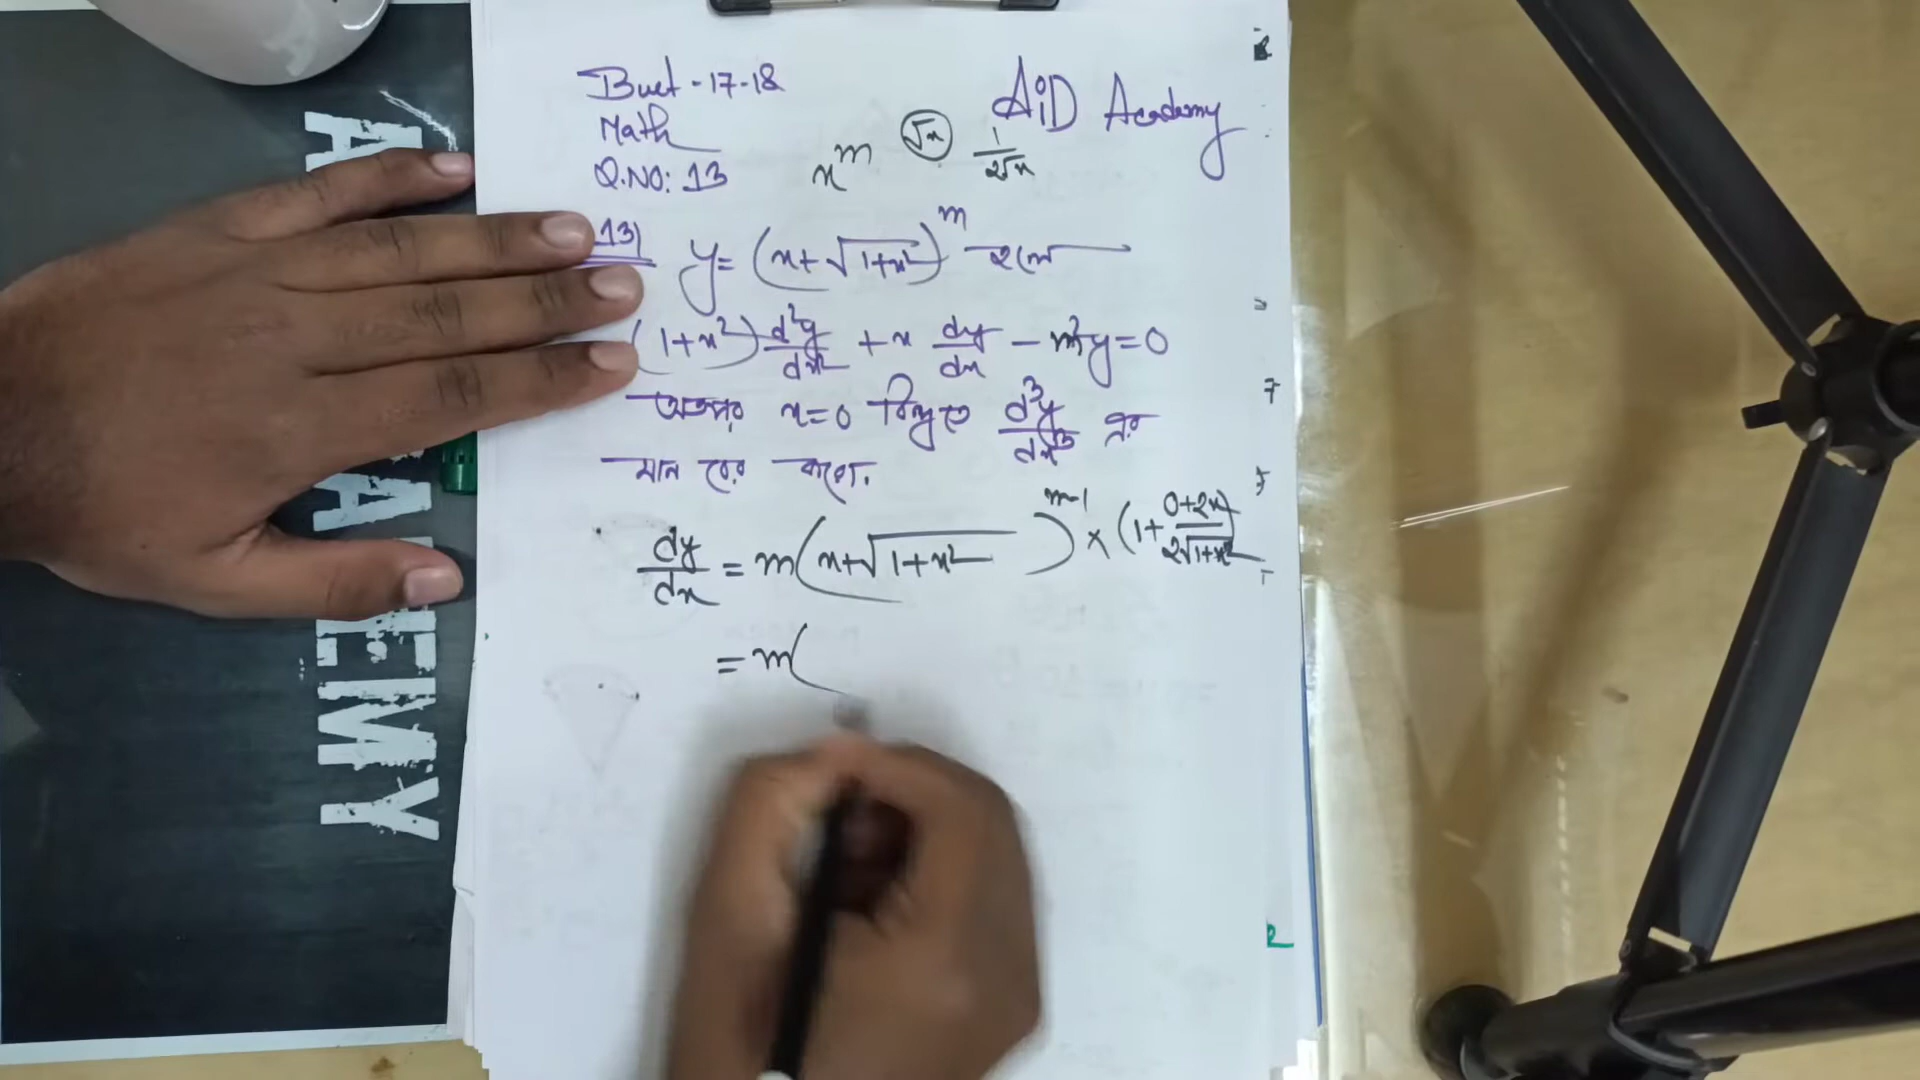 Buet - 17-18
Math
Q.NO: 13
AiD Academy
x^m √x 1/(2√x)
13) y = (x+√(1+x²))^m হলে
(1+x²) d²y/dx² + x dy/dx - m²y = 0
অতঃপর x=0 বিন্দুতে d³y/dx³ এর
মান বের করো.
dy/dx = m(x+√(1+x²))^(m-1) × (1+ (0+2x)/(2√(1+x²))
= m(